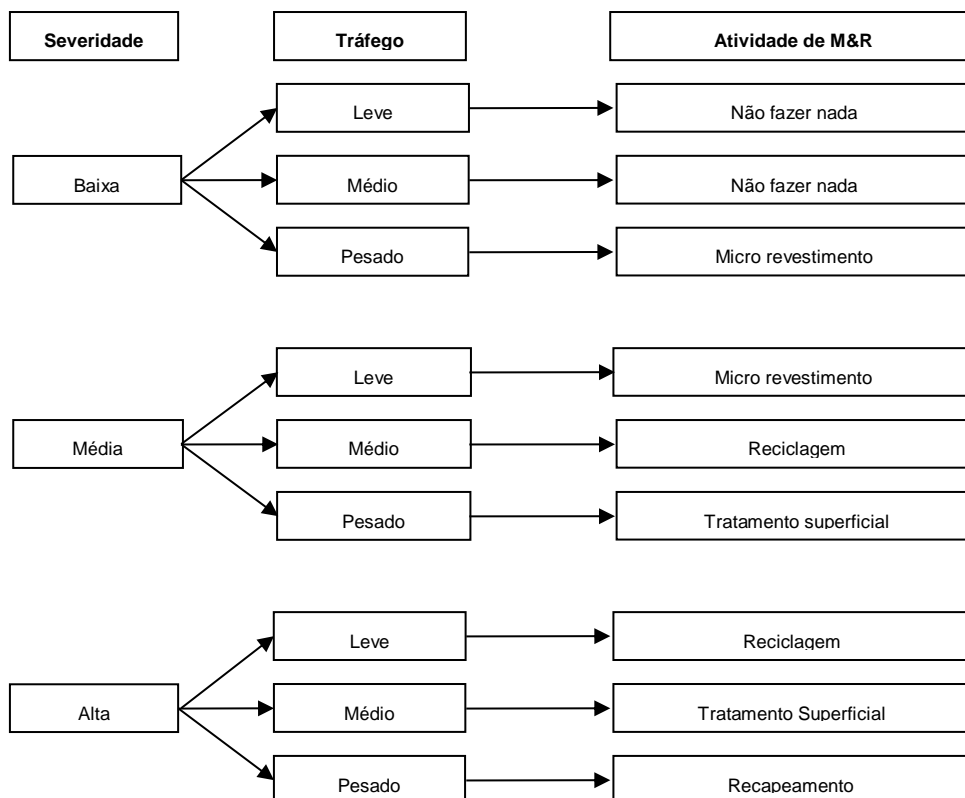 Severidade
Tráfego
Atividade de M&R
Leve
Não fazer nada
Baixa
Médio
Não fazer nada
Pesado
Micro revestimento
Leve
Micro revestimento
Média
Médio
Reciclagem
Pesado
Tratamento superficial
Leve
Reciclagem
Alta
Médio
Tratamento Superficial
Pesado
Recapeamento